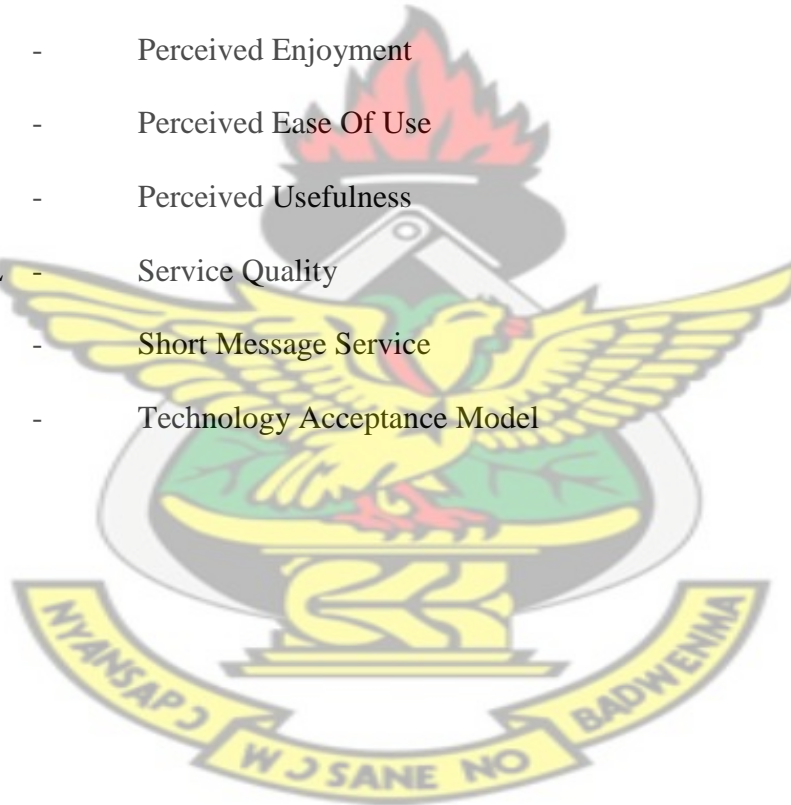 - Perceived Enjoyment
- Perceived Ease Of Use
- Perceived Usefulness
- Service Quality
- Short Message Service
- Technology Acceptance Model
NYANSAPƆ
WƆSANE NO
BADWENMA